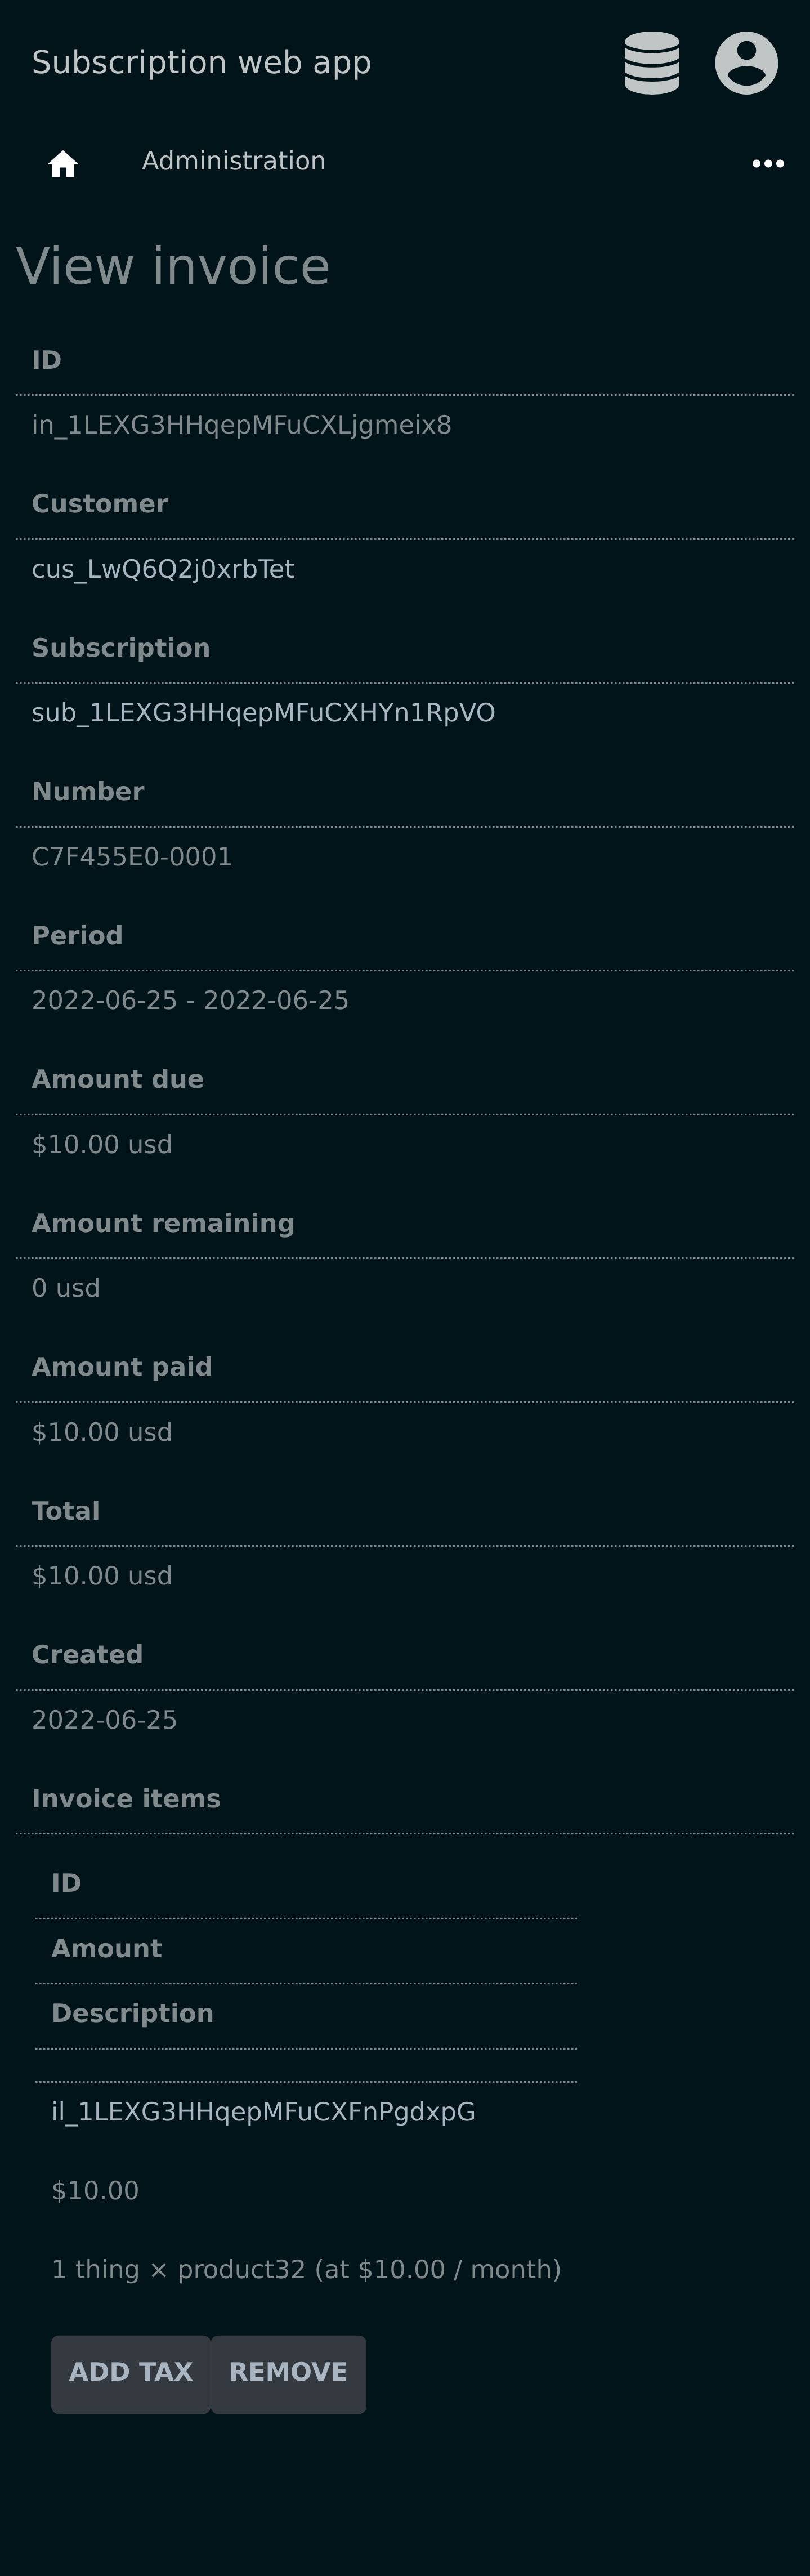 Subscription web app
Administration
View invoice
ID
in_1LEXG3HHqepMFuCXLjgmeix8
Customer
cus_LwQ6Q2j0xrbTet
Subscription
sub_1LEXG3HHqepMFuCXHYn1RpVO
Number
C7F455E0-0001
Period
2022-06-25 - 2022-06-25
Amount due
$10.00 usd
Amount remaining
0 usd
Amount paid
$10.00 usd
Total
$10.00 usd
Created
2022-06-25
Invoice items
ID
Amount
Description
il_1LEXG3HHqepMFuCXFnPgdxpG
$10.00
1 thing × product32 (at $10.00 / month)
ADD TAX REMOVE